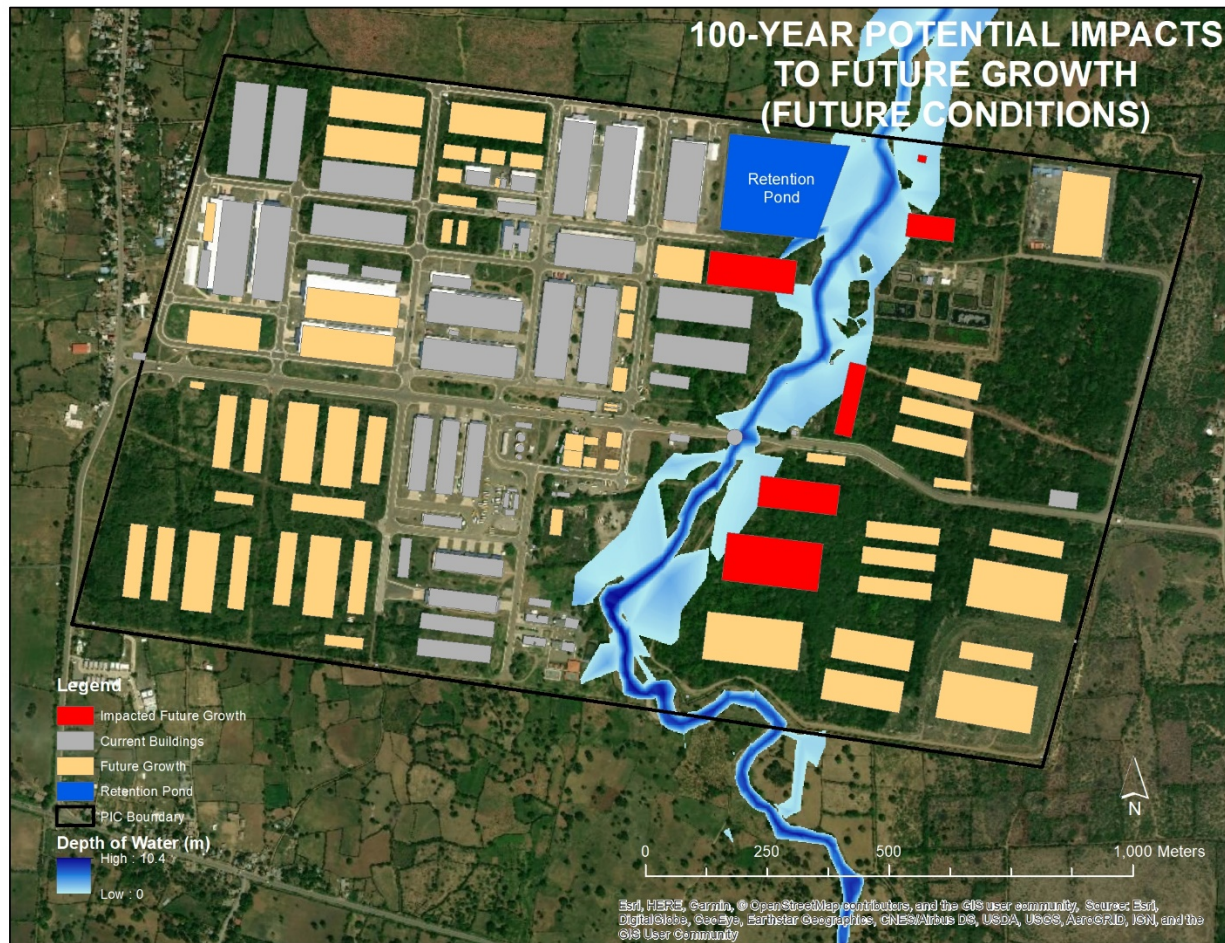 100-YEAR POTENTIAL IMPACTS
TO FUTURE GROWTH
(FUTURE CONDITIONS)
Retention
Pond
Legend
Impacted Future Growth
Current Buildings
Future Growth
Retention Pond
PIC Boundary
Depth of Water (m)
High : 10.4
Low : 0
N
0 250 500 1,000 Meters
Esri, HERE, Garmin, © OpenStreetMap contributors, and the GIS user community, Source: Esri,
DigitalGlobe, GeoEye, Earthstar Geographics, CNES/Airbus DS, USDA, USGS, AeroGRID, IGN, and the
GIS User Community